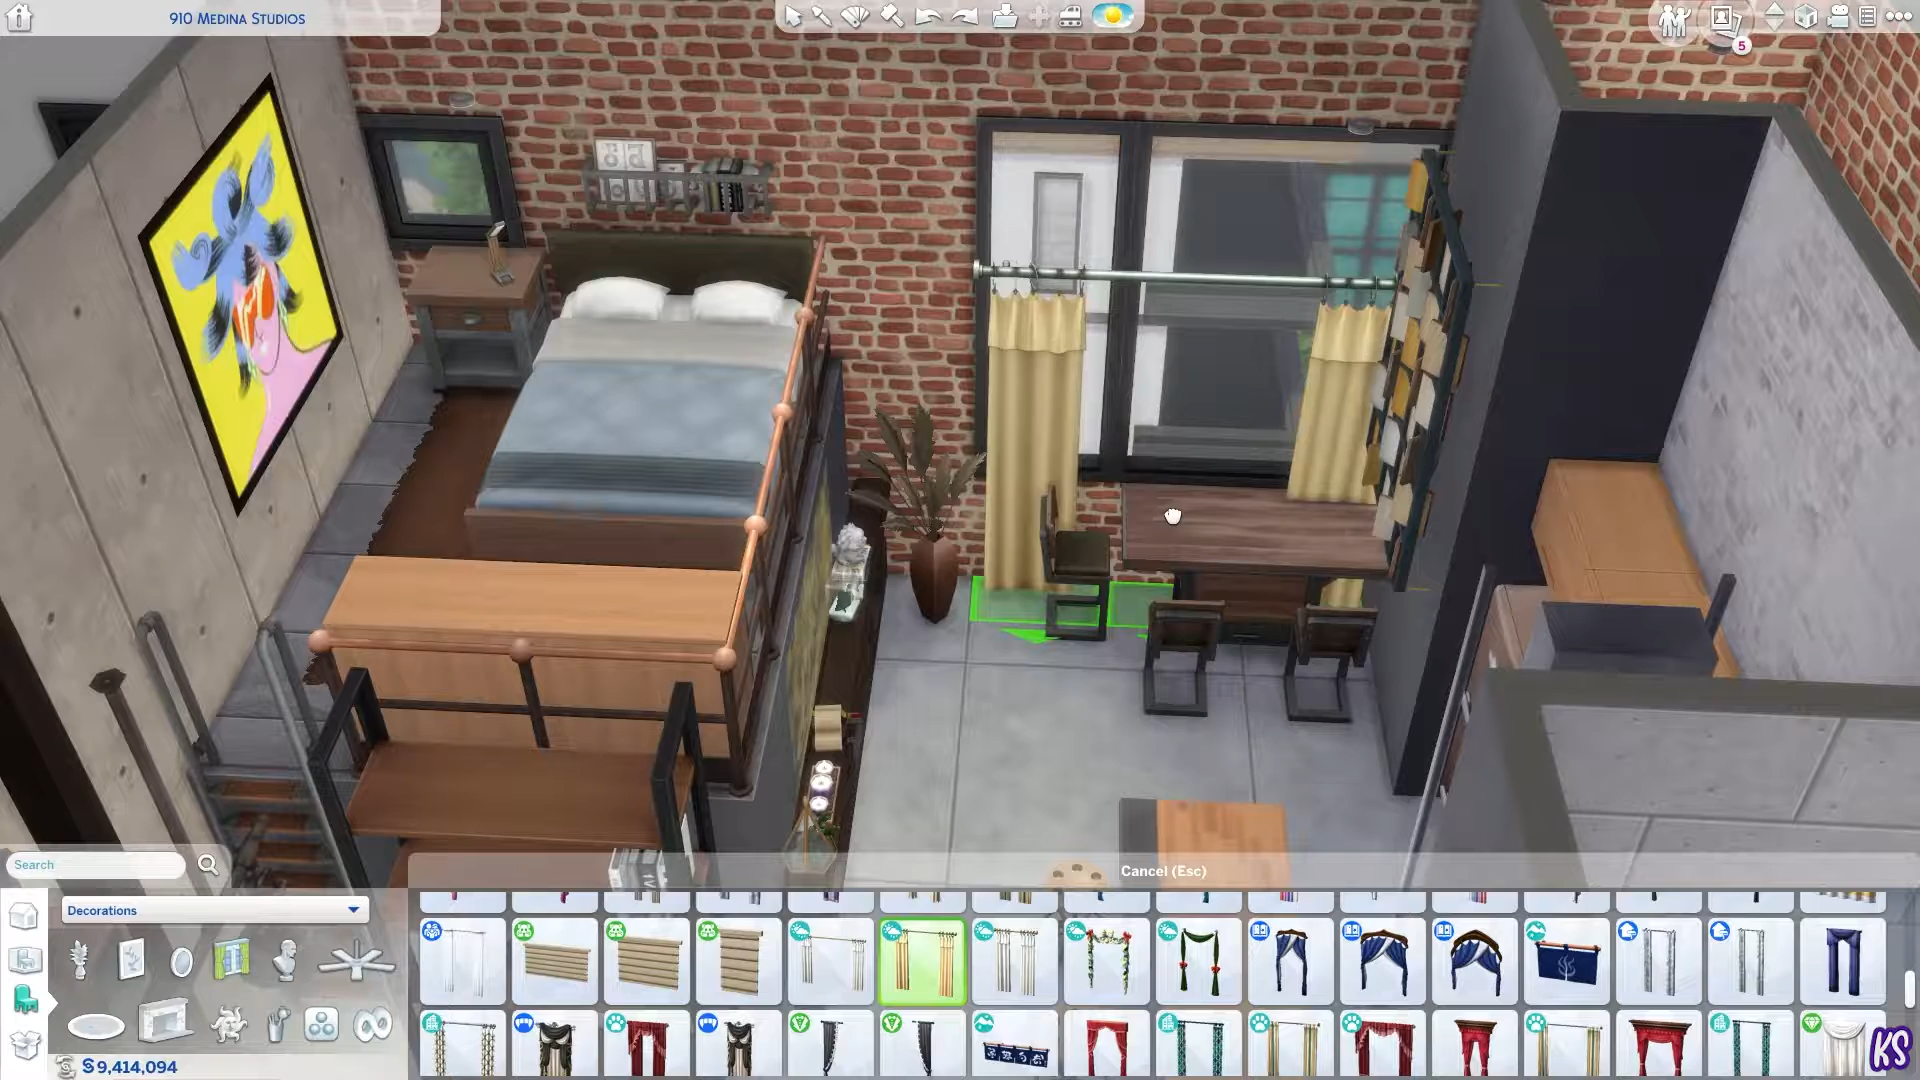 910 MEDINA STUDIOS
5
Search
Cancel (Esc)
Decorations
§9,414,094
KS